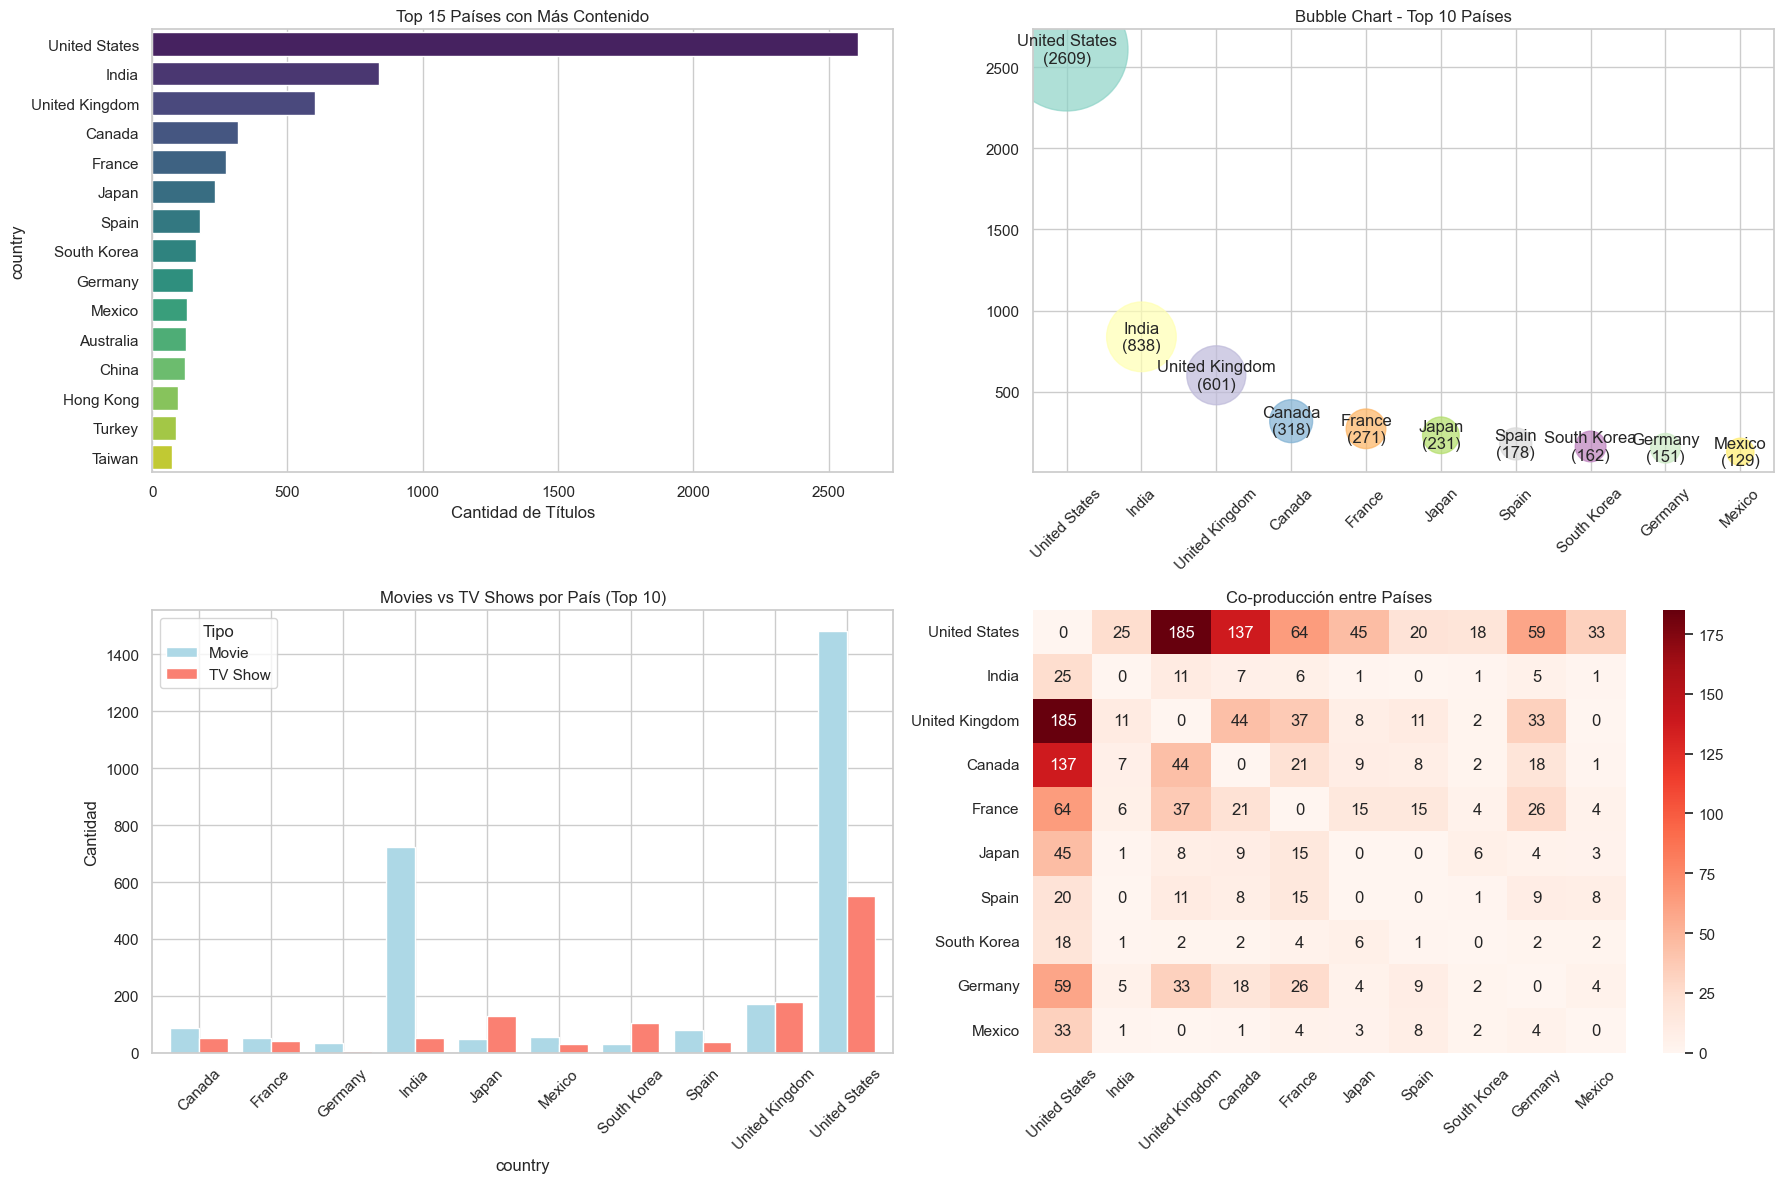 Top 15 Países con Más Contenido
United States
India
United Kingdom
Canada
France
Japan
Spain
South Korea
Germany
Mexico
Australia
China
Hong Kong
Turkey
Taiwan
country
0 500 1000 1500 2000 2500
Cantidad de Títulos
Bubble Chart - Top 10 Países
2500
2000
1500
1000
500
United States
(2609)
India
(838)
United Kingdom
(601)
Canada
(318)
France
(271)
Japan
(231)
Spain
(178)
South Korea
(162)
Germany
(151)
Mexico
(129)
United States India United Kingdom Canada France Japan Spain South Korea Germany Mexico
Movies vs TV Shows por País (Top 10)
Tipo
Movie
TV Show
Cantidad
1400
1200
1000
800
600
400
200
0
Canada France Germany India Japan Mexico South Korea Spain United Kingdom United States
country
Co-producción entre Países
United States 0 25 185 137 64 45 20 18 59 33
India 25 0 11 7 6 1 0 1 5 1
United Kingdom 185 11 0 44 37 8 11 2 33 0
Canada 137 7 44 0 21 9 8 2 18 1
France 64 6 37 21 0 15 15 4 26 4
Japan 45 1 8 9 15 0 0 6 4 3
Spain 20 0 11 8 15 0 0 1 9 8
South Korea 18 1 2 2 4 6 1 0 2 2
Germany 59 5 33 18 26 4 9 2 0 4
Mexico 33 1 0 1 4 3 8 2 4 0
United States India United Kingdom Canada France Japan Spain South Korea Germany Mexico
175
150
125
100
75
50
25
0